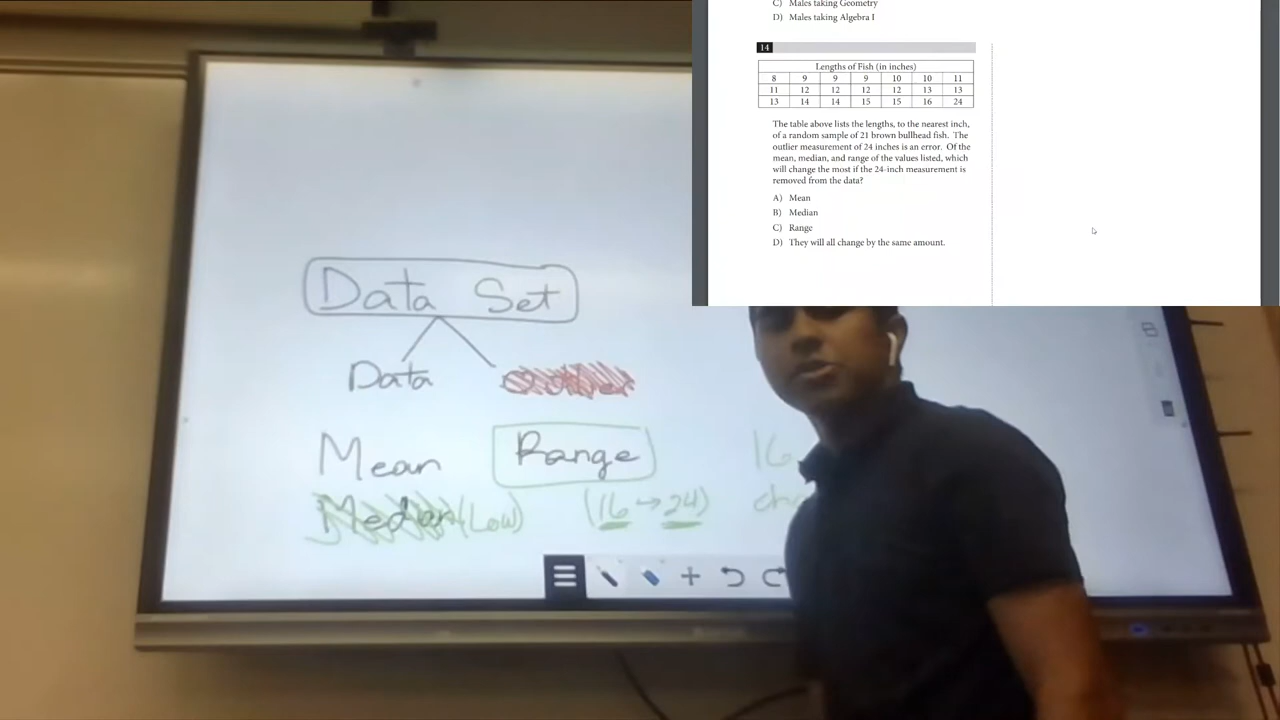 C) Males taking Geometry
D) Males taking Algebra I
14
Lengths of Fish (in inches)
8 9 9 9 10 10 11
11 12 12 12 12 13 13
13 14 14 15 15 16 24
The table above lists the lengths, to the nearest inch,
of a random sample of 21 brown bullhead fish. The
outlier measurement of 24 inches is an error. Of the
mean, median, and range of the values listed, which
will change the most if the 24-inch measurement is
removed from the data?
A) Mean
B) Median
C) Range
D) They will all change by the same amount.
Data Set
Data
Mean Range 16
Median (Low) (16→24)